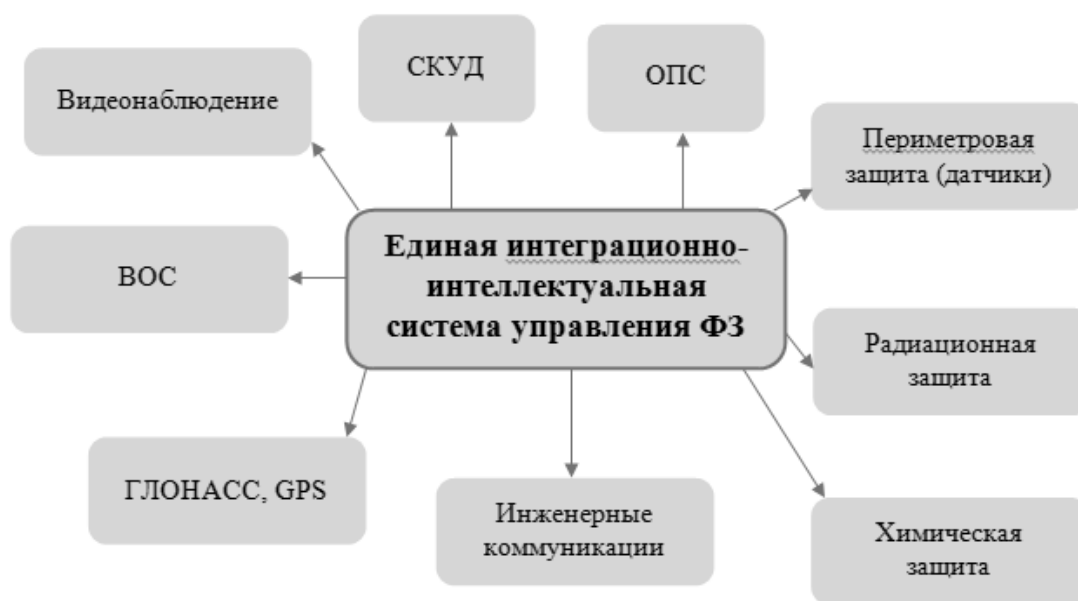 СКУД
ОПС
Видеонаблюдение
Периметровая
защита (датчики)
Единая интеграционно-
интеллектуальная
система управления ФЗ
ВОС
Радиационная
защита
ГЛОНАСС, GPS
Инженерные
коммуникации
Химическая
защита